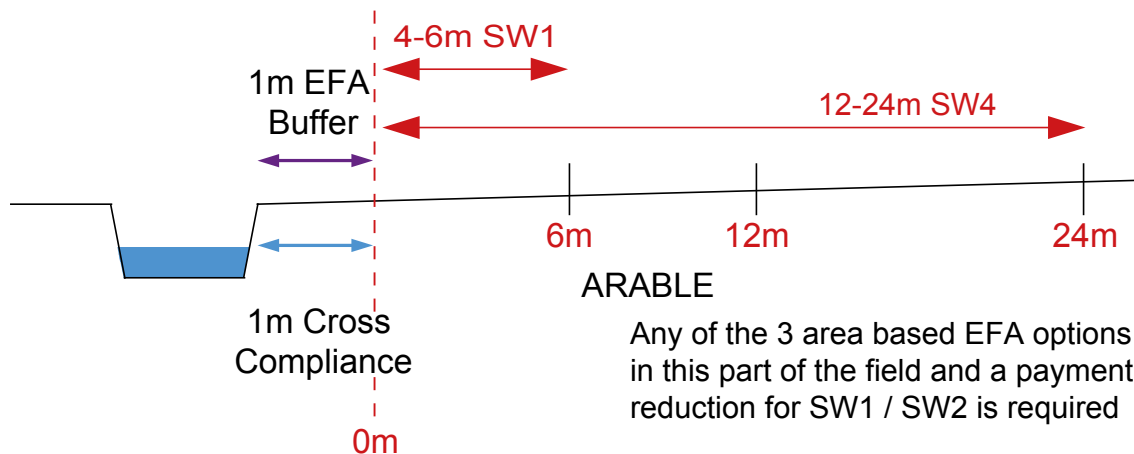 4-6m SW1
1m EFA
Buffer
12-24m SW4
6m
12m
24m
ARABLE
1m Cross
Compliance
Any of the 3 area based EFA options
in this part of the field and a payment
reduction for SW1 / SW2 is required
0m